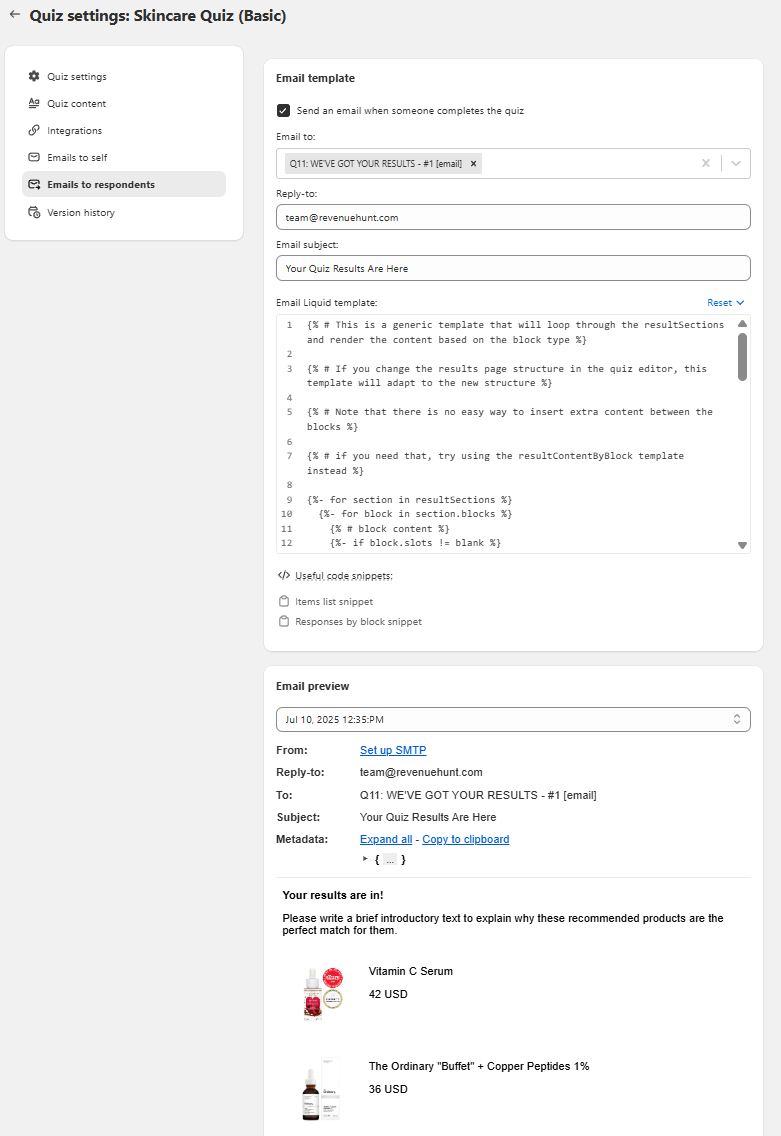 Quiz settings: Skincare Quiz (Basic)
Quiz settings
Quiz content
Integrations
Emails to self
Emails to respondents
Version history
Email template
Send an email when someone completes the quiz
Email to:
Q11: WE'VE GOT YOUR RESULTS - #1 [email]
Reply-to:
team@revenuehunt.com
Email subject:
Your Quiz Results Are Here
Email Liquid template:
Reset
1 {% # This is a generic template that will loop through the resultSections
and render the content based on the block type %}
2
3 {% # If you change the results page structure in the quiz editor, this
template will adapt to the new structure %}
4
5 {% # Note that there is no easy way to insert extra content between the
blocks %}
6
7 {% # if you need that, try using the resultContentByBlock template
instead %}
8
9 {%- for section in resultSections %}
10 {%- for block in section.blocks %}
11 {% # block content %}
12 {%- if block.slots != blank %}
</> Useful code snippets:
Items list snippet
Responses by block snippet
Email preview
Jul 10, 2025 12:35:PM
From: Set up SMTP
Reply-to: team@revenuehunt.com
To: Q11: WE'VE GOT YOUR RESULTS - #1 [email]
Subject: Your Quiz Results Are Here
Metadata: Expand all - Copy to clipboard
{ ... }
Your results are in!
Please write a brief introductory text to explain why these recommended products are the
perfect match for them.
Vitamin C Serum
42 USD
The Ordinary "Buffet" + Copper Peptides 1%
36 USD